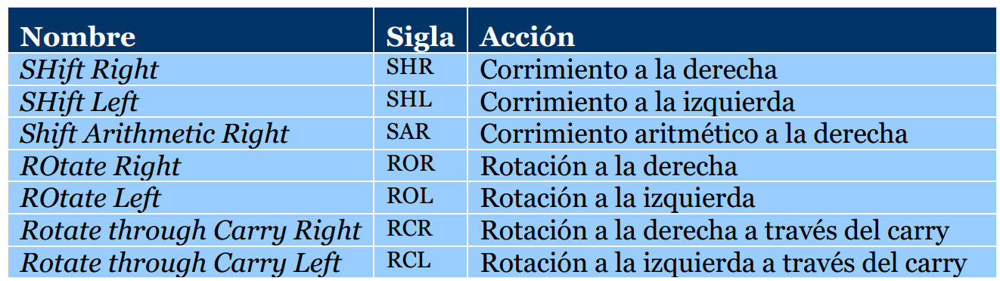 Nombre Sigla Acción
SHift Right SHR Corrimiento a la derecha
SHift Left SHL Corrimiento a la izquierda
Shift Arithmetic Right SAR Corrimiento aritmético a la derecha
ROtate Right ROR Rotación a la derecha
ROtate Left ROL Rotación a la izquierda
Rotate through Carry Right RCR Rotación a la derecha a través del carry
Rotate through Carry Left RCL Rotación a la izquierda a través del carry